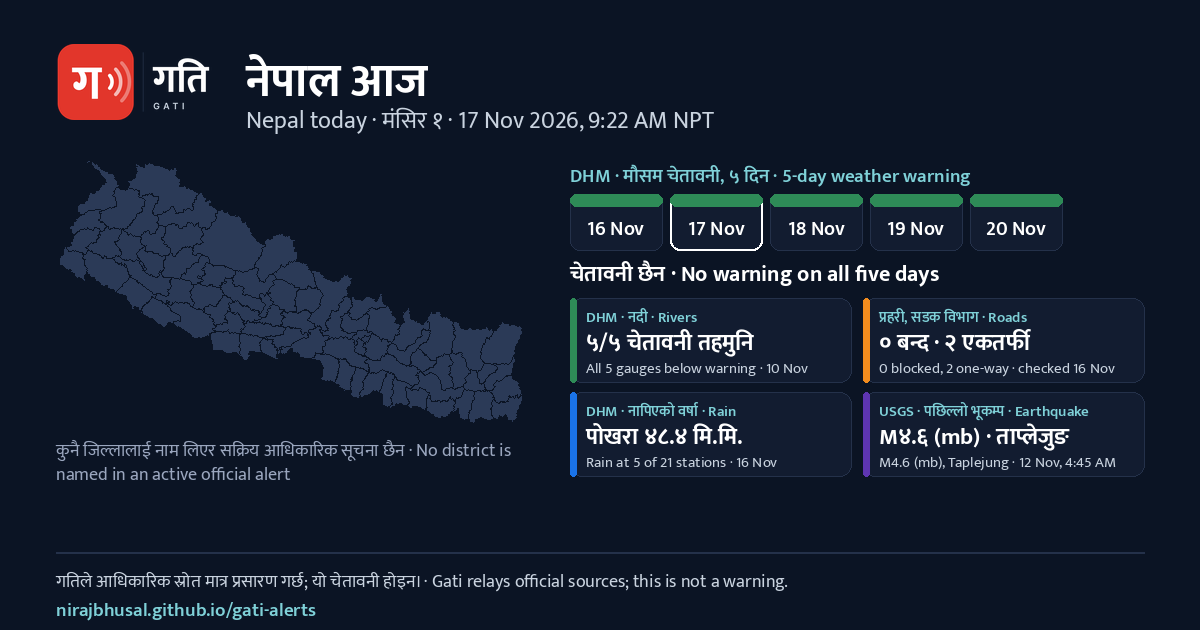 ग
गति
GATI
नेपाल आज
Nepal today · मंसिर १ · 17 Nov 2026, 9:22 AM NPT
DHM · मौसम चेतावनी, ५ दिन · 5-day weather warning
16 Nov
17 Nov
18 Nov
19 Nov
20 Nov
चेतावनी छैन · No warning on all five days
DHM · नदी · Rivers
५/५ चेतावनी तहमुनि
All 5 gauges below warning · 10 Nov
प्रहरी, सडक विभाग · Roads
० बन्द · २ एकतर्फी
0 blocked, 2 one-way · checked 16 Nov
DHM · नापिएको वर्षा · Rain
पोखरा ४८.४ मि.मि.
Rain at 5 of 21 stations · 16 Nov
USGS · पछिल्लो भूकम्प · Earthquake
M४.६ (mb) · ताप्लेजुङ
M4.6 (mb), Taplejung · 12 Nov, 4:45 AM
कुनै जिल्लालाई नाम लिएर सक्रिय आधिकारिक सूचना छैन · No district is
named in an active official alert
गतिले आधिकारिक स्रोत मात्र प्रसारण गर्छ; यो चेतावनी होइन। · Gati relays official sources; this is not a warning.
nirajbhusal.github.io/gati-alerts